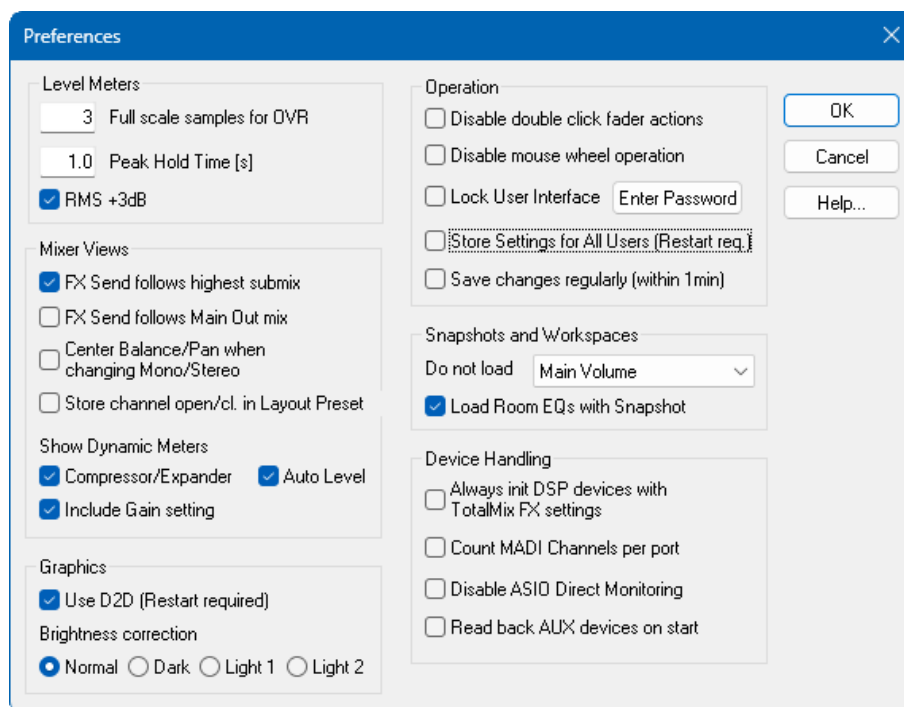 Preferences
Level Meters
3 Full scale samples for OVR
1.0 Peak Hold Time [s]
RMS +3dB
Mixer Views
FX Send follows highest submix
FX Send follows Main Out mix
Center Balance/Pan when
changing Mono/Stereo
Store channel open/cl. in Layout Preset
Show Dynamic Meters
Compressor/Expander Auto Level
Include Gain setting
Graphics
Use D2D (Restart required)
Brightness correction
Normal Dark Light 1 Light 2
Operation
Disable double click fader actions
Disable mouse wheel operation
Lock User Interface Enter Password
Store Settings for All Users (Restart req.)
Save changes regularly (within 1min)
Snapshots and Workspaces
Do not load Main Volume
Load Room EQs with Snapshot
Device Handling
Always init DSP devices with
TotalMix FX settings
Count MADI Channels per port
Disable ASIO Direct Monitoring
Read back AUX devices on start
OK
Cancel
Help...